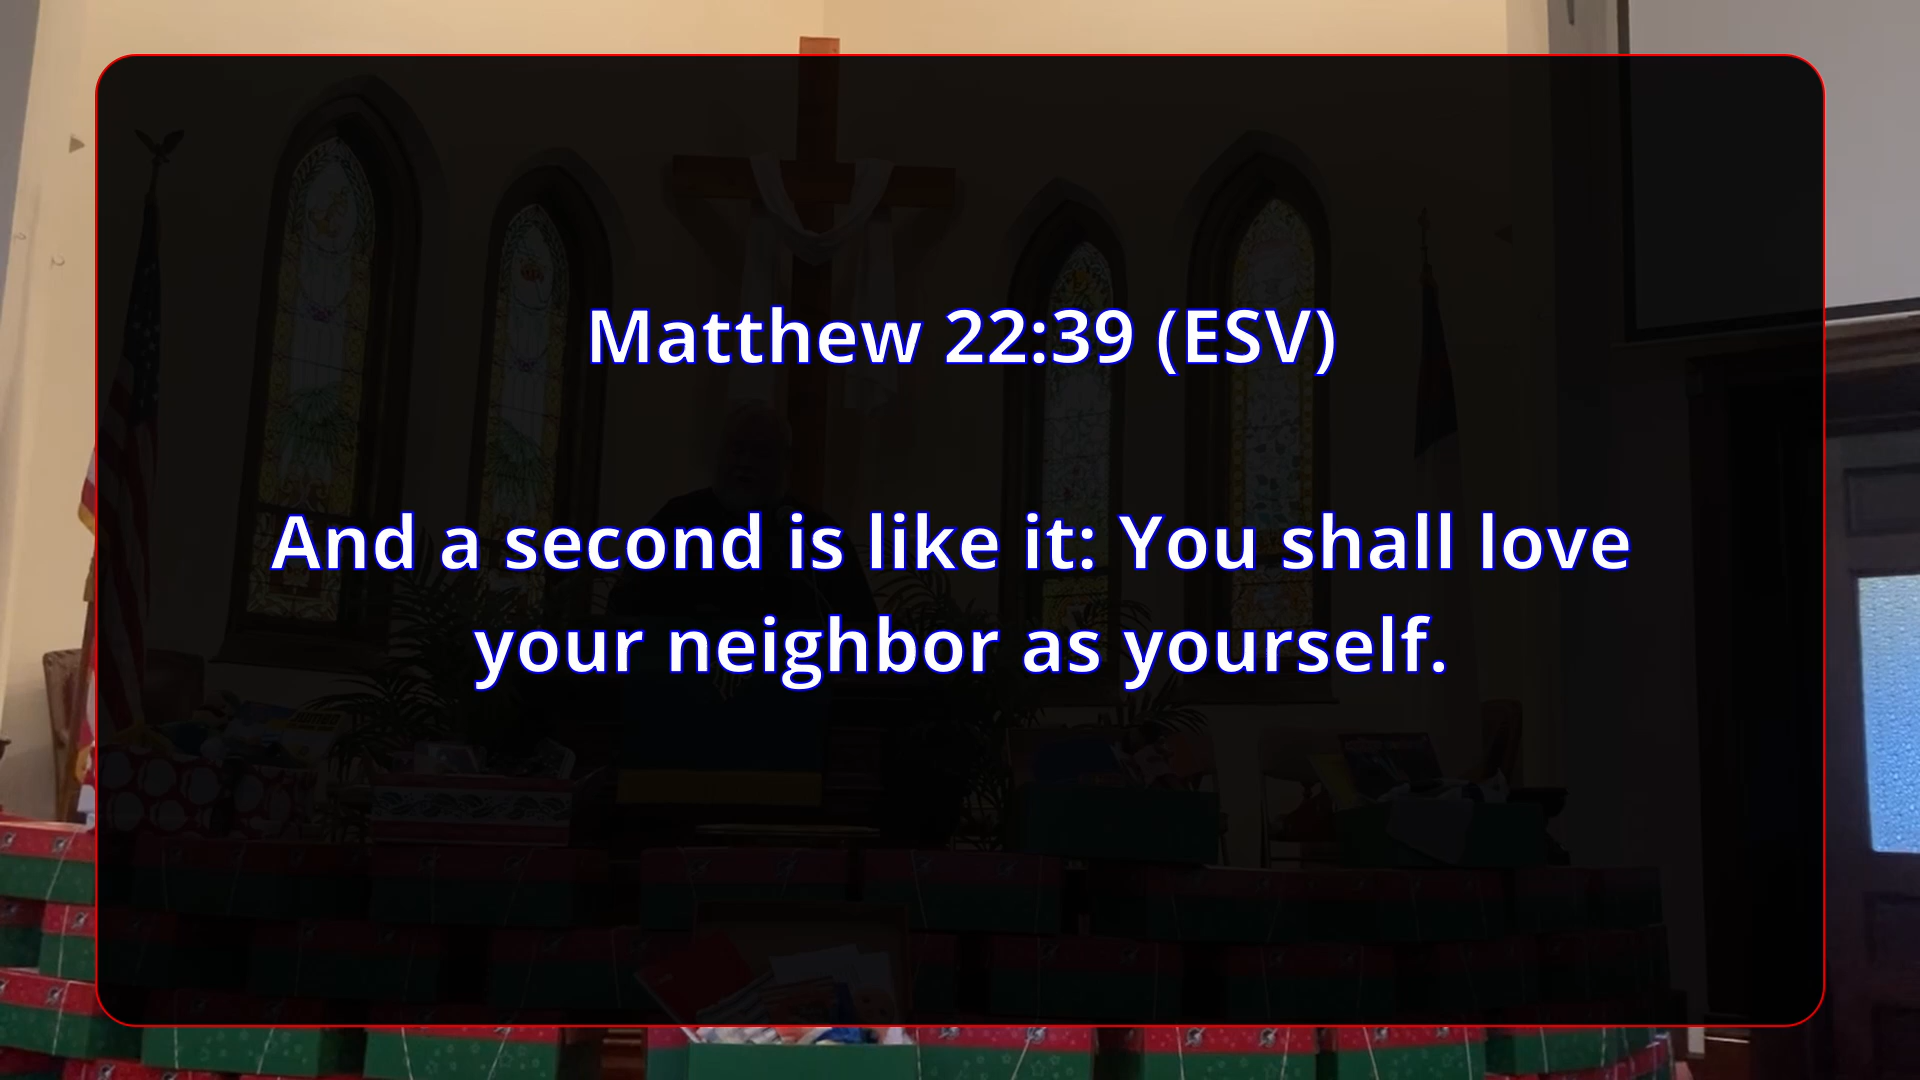 Matthew 22:39 (ESV)
And a second is like it: You shall love
your neighbor as yourself.